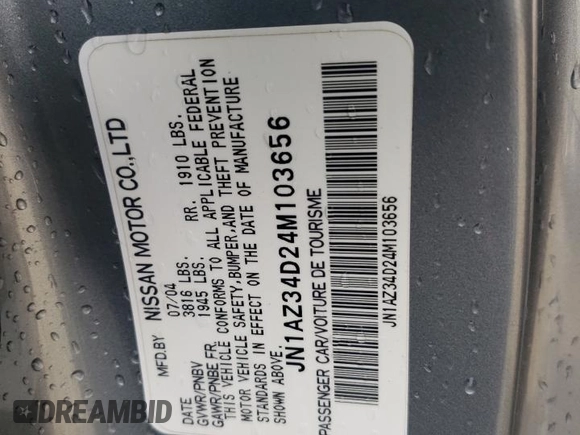 MFD.BY NISSAN MOTOR CO.,LTD
DATE 07/04
GVWR/PNBV 3816 LBS.
GAWR/PNBE FR. 1945 LBS. RR. 1910 LBS.
THIS VEHICLE CONFORMS TO ALL APPLICABLE FEDERAL
MOTOR VEHICLE SAFETY,BUMPER,AND THEFT PREVENTION
STANDARDS IN EFFECT ON THE DATE OF MANUFACTURE
SHOWN ABOVE.
JN1AZ34D24M103656
PASSENGER CAR/VOITURE DE TOURISME
JN1AZ34D24M103656
DREAMBID